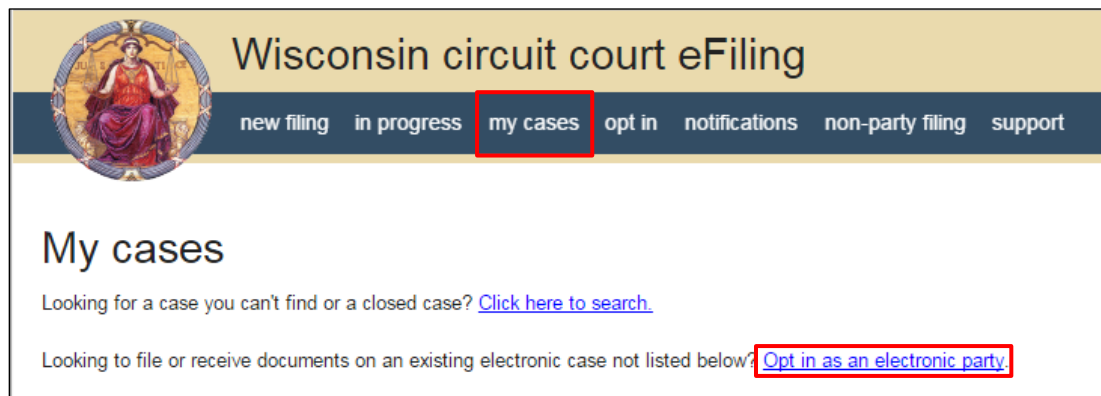 Wisconsin circuit court eFiling
new filing in progress my cases opt in notifications non-party filing support
My cases
Looking for a case you can't find or a closed case? Click here to search.
Looking to file or receive documents on an existing electronic case not listed below? Opt in as an electronic party.